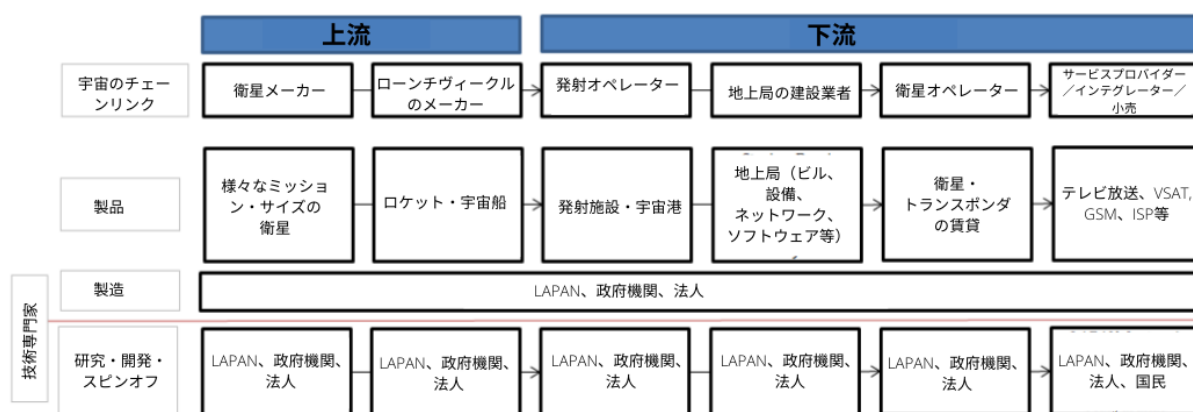 上流
下流
宇宙のチェー
ンリンク
衛星メーカー
ローンチヴィークル
のメーカー
発射オペレーター
地上局の建設業者
衛星オペレーター
サービスプロバイダー
／インテグレーター／
小売
製品
様々なミッショ
ン・サイズの
衛星
ロケット・宇宙船
発射施設・宇宙港
地上局（ビル、
設備、
ネットワーク、
ソフトウェア等）
衛星・
トランスポンダ
の賃貸
テレビ放送、VSAT,
GSM、ISP等
技術専門家
製造
LAPAN、政府機関、法人
研究・開発・
スピンオフ
LAPAN、政府機関、
法人
LAPAN、政府機関、
法人
LAPAN、政府機関、
法人
LAPAN、政府機関、
法人
LAPAN、政府機関、
法人
LAPAN、政府機関、
法人、国民